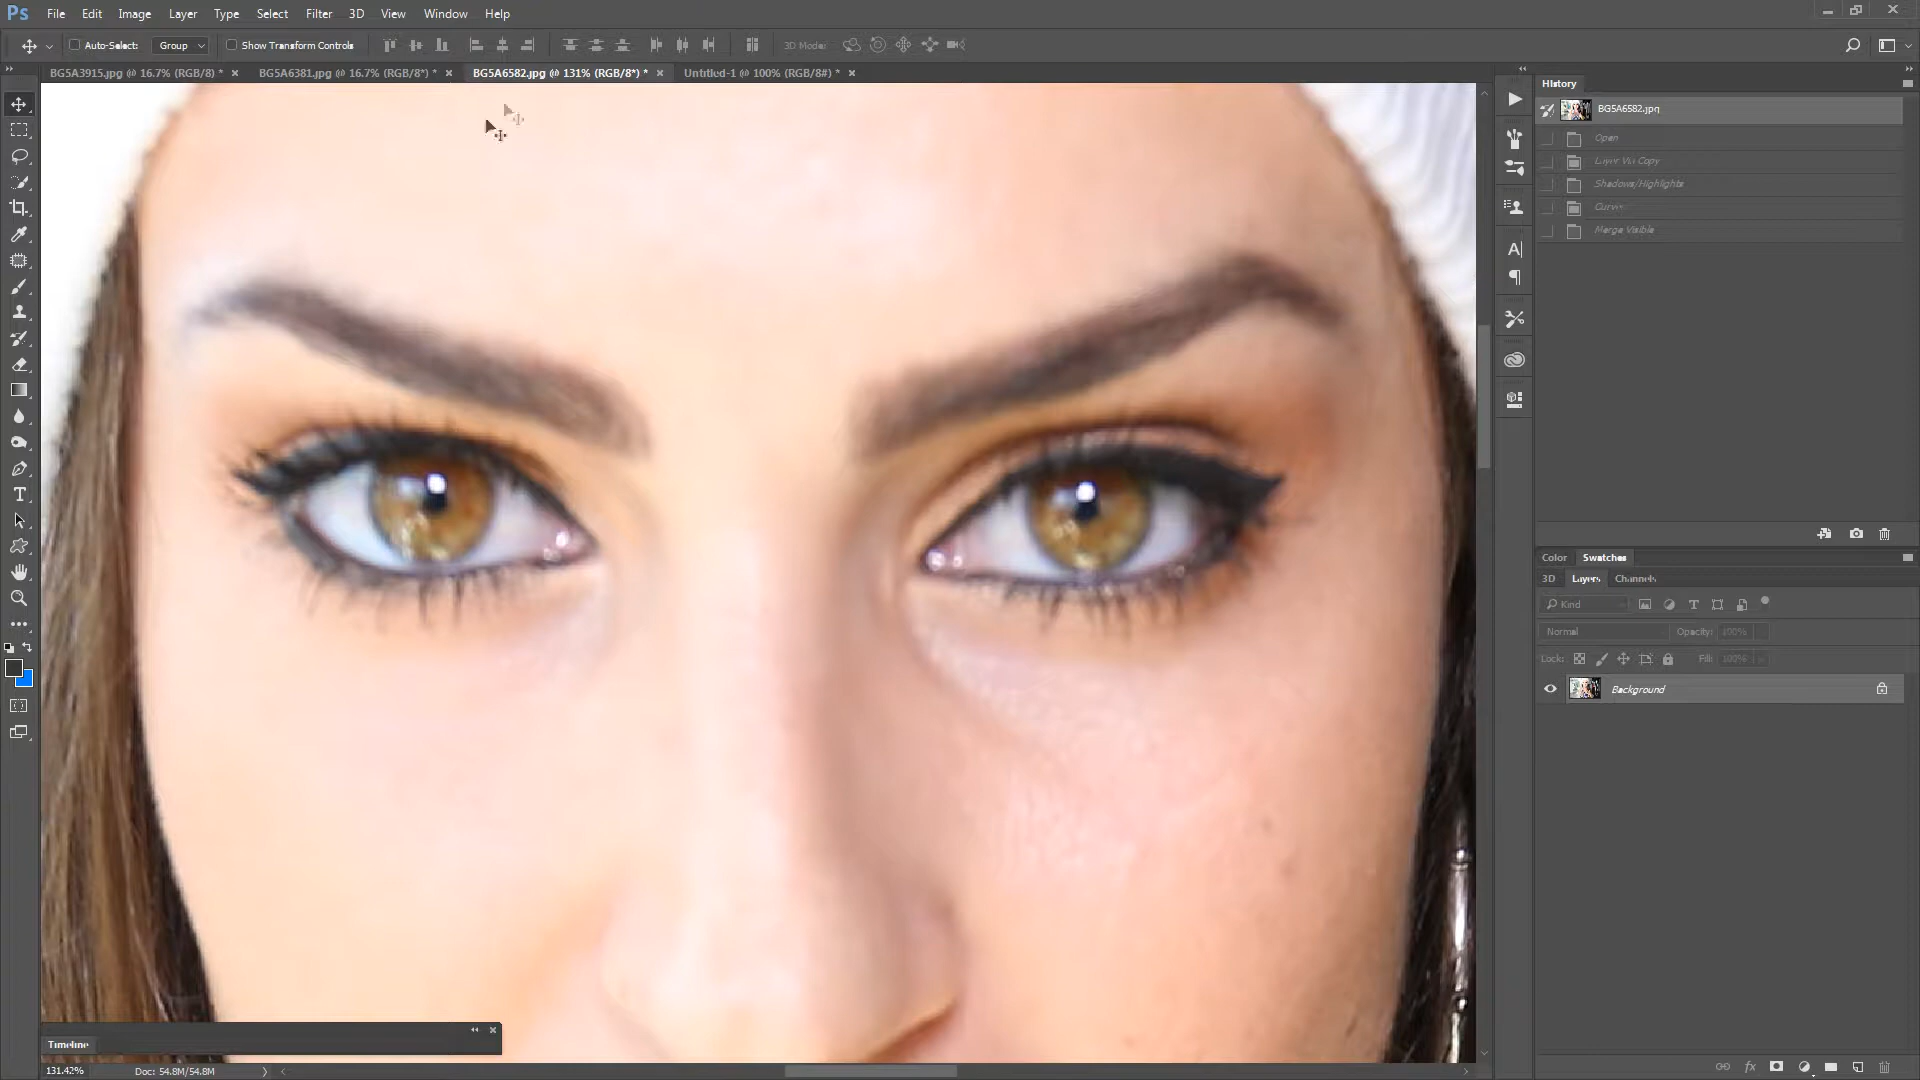 Ps File Edit Image Layer Type Select Filter 3D View Window Help
Auto-Select: Group Show Transform Controls 3D Mode:
BG5A3915.jpg @ 16.7% (RGB/8) * × BG5A6381.jpg @ 16.7% (RGB/8*) * × BG5A6582.jpg @ 131% (RGB/8*) * × Untitled-1 @ 100% (RGB/8#) * ×
History
BG5A6582.jpg
Open
Layer Via Copy
Shadows/Highlights
Curves
Merge Visible
Color Swatches
3D Layers Channels
Kind
Normal Opacity: 100%
Lock: Fill: 100%
Background
fx
Timeline
131.42% Doc: 54.8M/54.8M